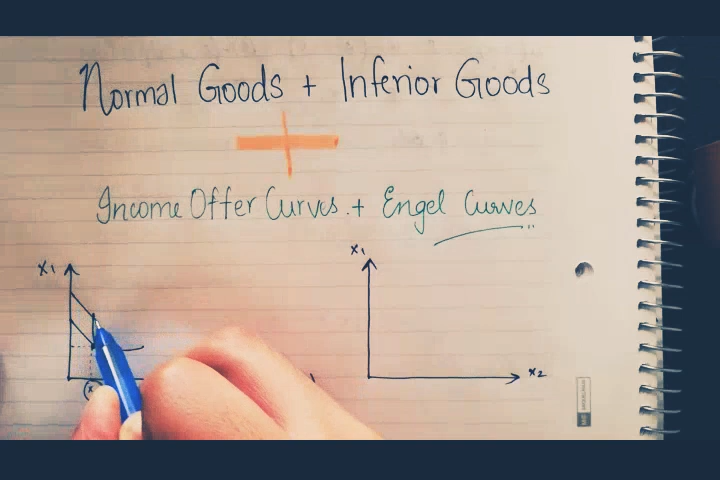 Normal Goods + Inferior Goods
Income Offer Curves. + Engel Curves
x₁ x₁
x₂